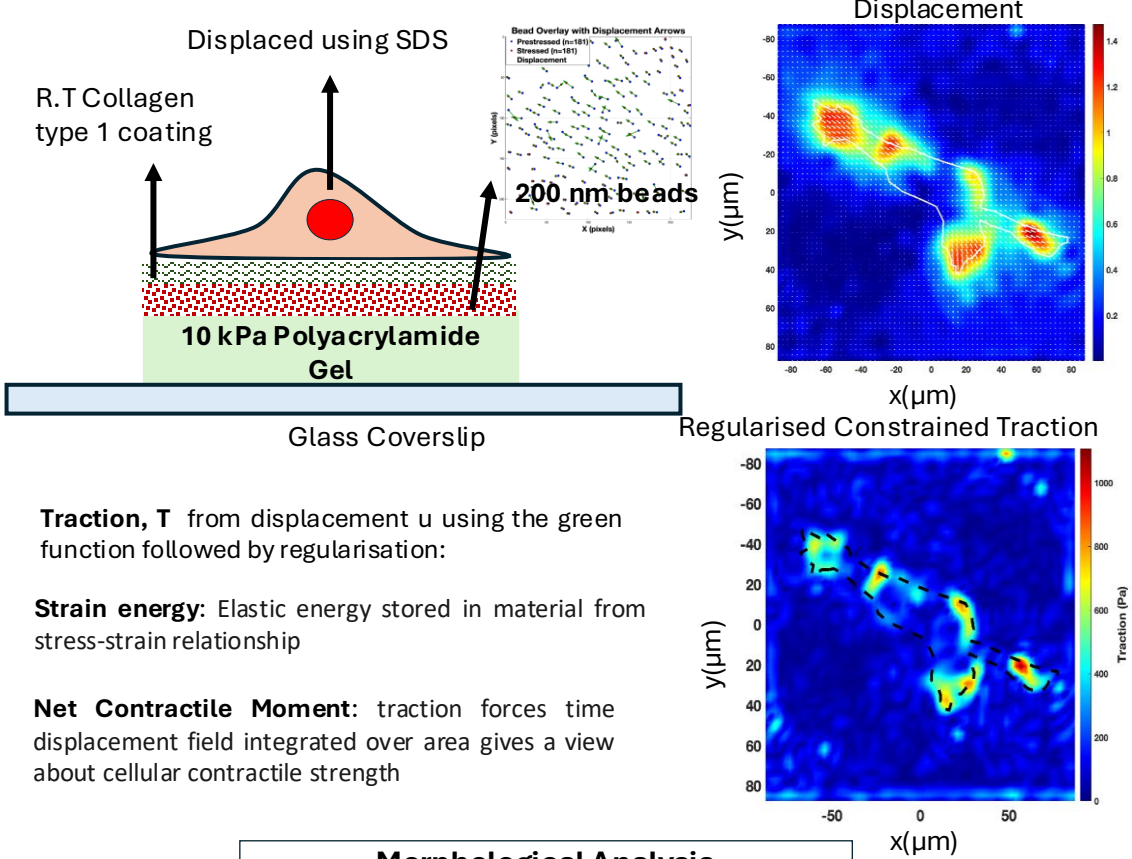 Displaced using SDS
R.T Collagen
type 1 coating
Bead Overlay with Displacement Arrows
Prestressed (n=181)
Stressed (n=181)
Displacement
Y (pixels)
X (pixels)
200 nm beads
10 kPa Polyacrylamide
Gel
Glass Coverslip
Displacement
-80
-60
-40
-20
0
20
40
60
80
y(µm)
-80
-60
-40
-20
0
20
40
60
80
x(µm)
1.4
1.2
1
0.8
0.6
0.4
0.2
Regularised Constrained Traction
-80
-60
-40
20
0
20
40
60
80
y(µm)
-50
0
50
x(µm)
1000
800
600
400
200
0
Traction (Pa)
Traction, T from displacement u using the green
function followed by regularisation:
Strain energy: Elastic energy stored in material from
stress-strain relationship
Net Contractile Moment: traction forces time
displacement field integrated over area gives a view
about cellular contractile strength
Morphological Analysis